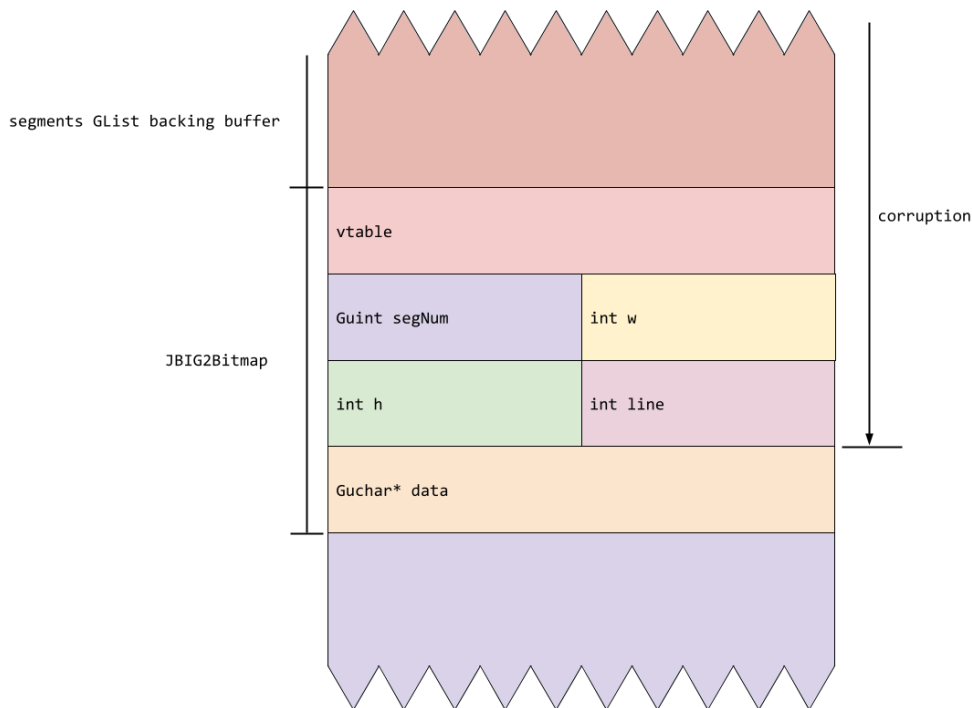 segments GList backing buffer
vtable
corruption
Guint segNum
int w
JBIG2Bitmap
int h
int line
Guchar* data